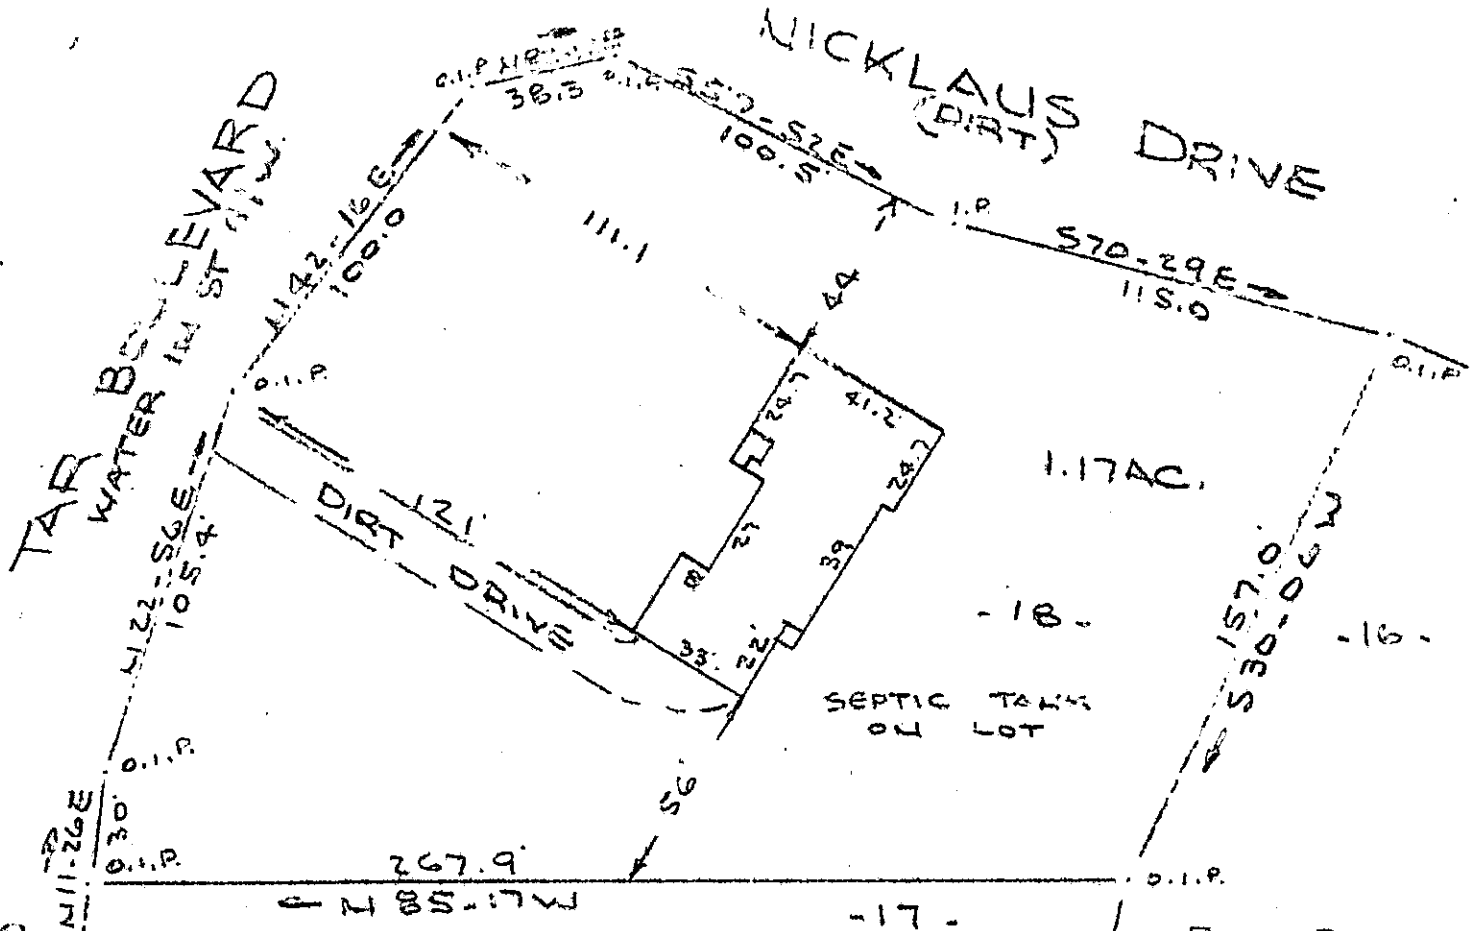 NICKLAUS DRIVE
(DIRT)
O.I.P.
38.3
S57-52E
100.5'
I.P.
S70-29E
115.0
O.I.P.
TAR BOULEVARD
WATER IN ST
N42-16E
100.0
111.1
44
O.I.P.
24.7
41.2'
24.7
1.17AC.
121'
DIRT DRIVE
27
39
8
N22-56E
105.4'
33'
22'
-18-
157.0
S30-06W
-16-
SEPTIC TANK
ON LOT
O.I.P.
56'
N11-26E
30'
O.I.P.
267.9'
N85-17W
O.I.P.
-17-